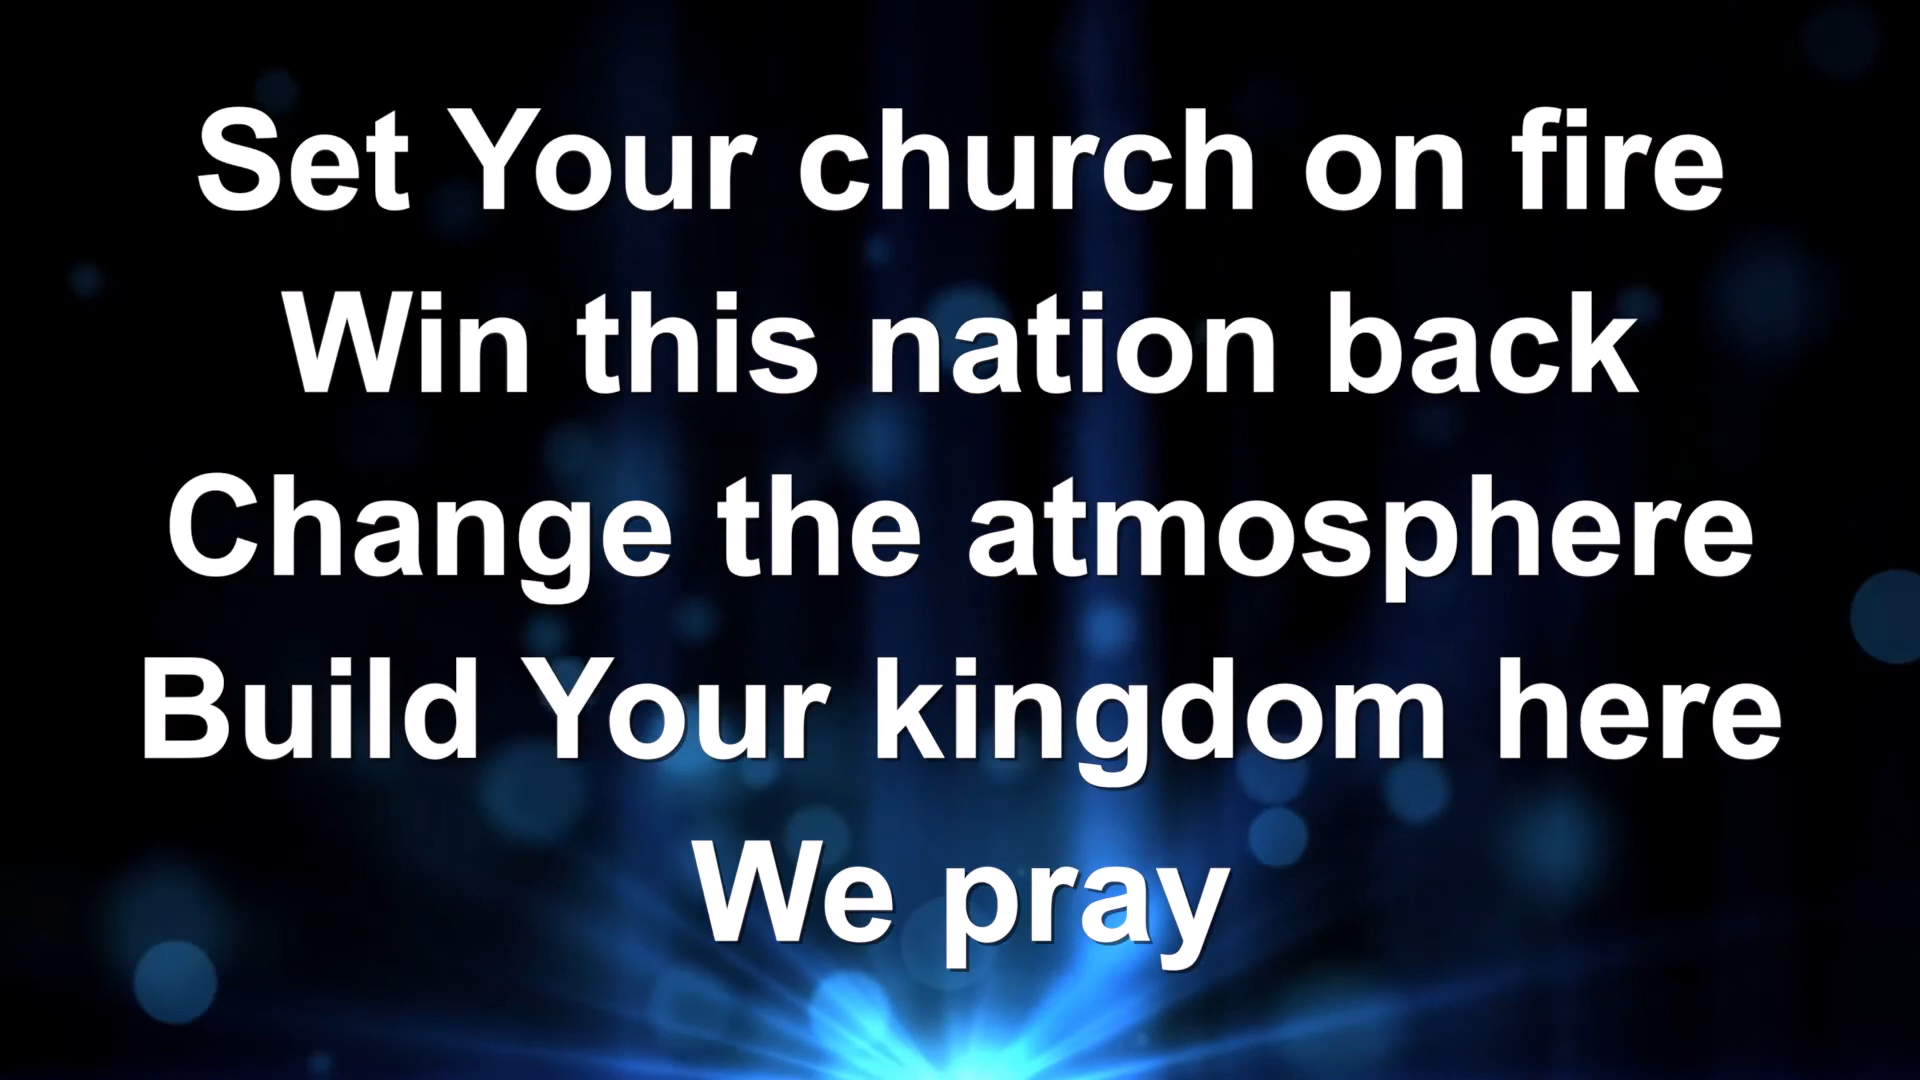 Set Your church on fire
Win this nation back
Change the atmosphere
Build Your kingdom here
We pray